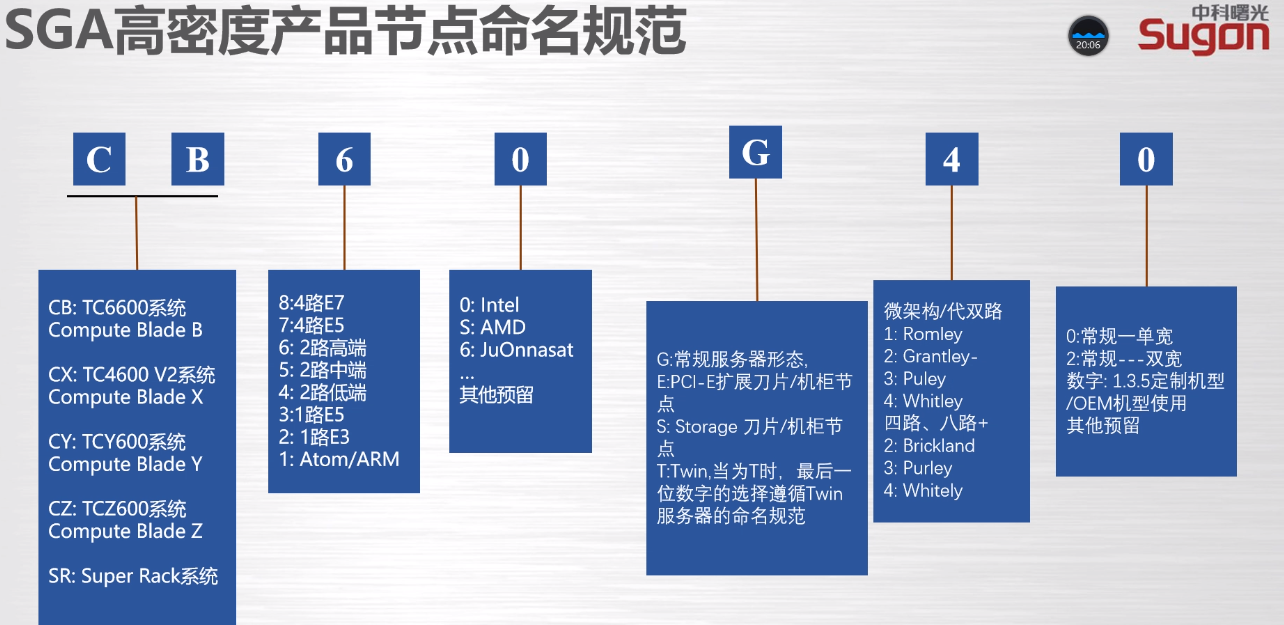 SGA高密度产品节点命名规范
20:06
中科曙光
Sugon
C B 6 0 G 4 0
CB: TC6600系统
Compute Blade B
CX: TC4600 V2系统
Compute Blade X
CY: TCY600系统
Compute Blade Y
CZ: TCZ600系统
Compute Blade Z
SR: Super Rack系统
8:4路E7
7:4路E5
6: 2路高端
5: 2路中端
4: 2路低端
3:1路E5
2: 1路E3
1: Atom/ARM
0: Intel
S: AMD
6: JuOnnasat
...
其他预留
G:常规服务器形态,
E:PCI-E扩展刀片/机柜节
点
S: Storage 刀片/机柜节
点
T:Twin,当为T时，最后一
位数字的选择遵循Twin
服务器的命名规范
微架构/代双路
1: Romley
2: Grantley-
3: Puley
4: Whitley
四路、八路+
2: Brickland
3: Purley
4: Whitely
0:常规一单宽
2:常规---双宽
数字: 1.3.5定制机型
/OEM机型使用
其他预留